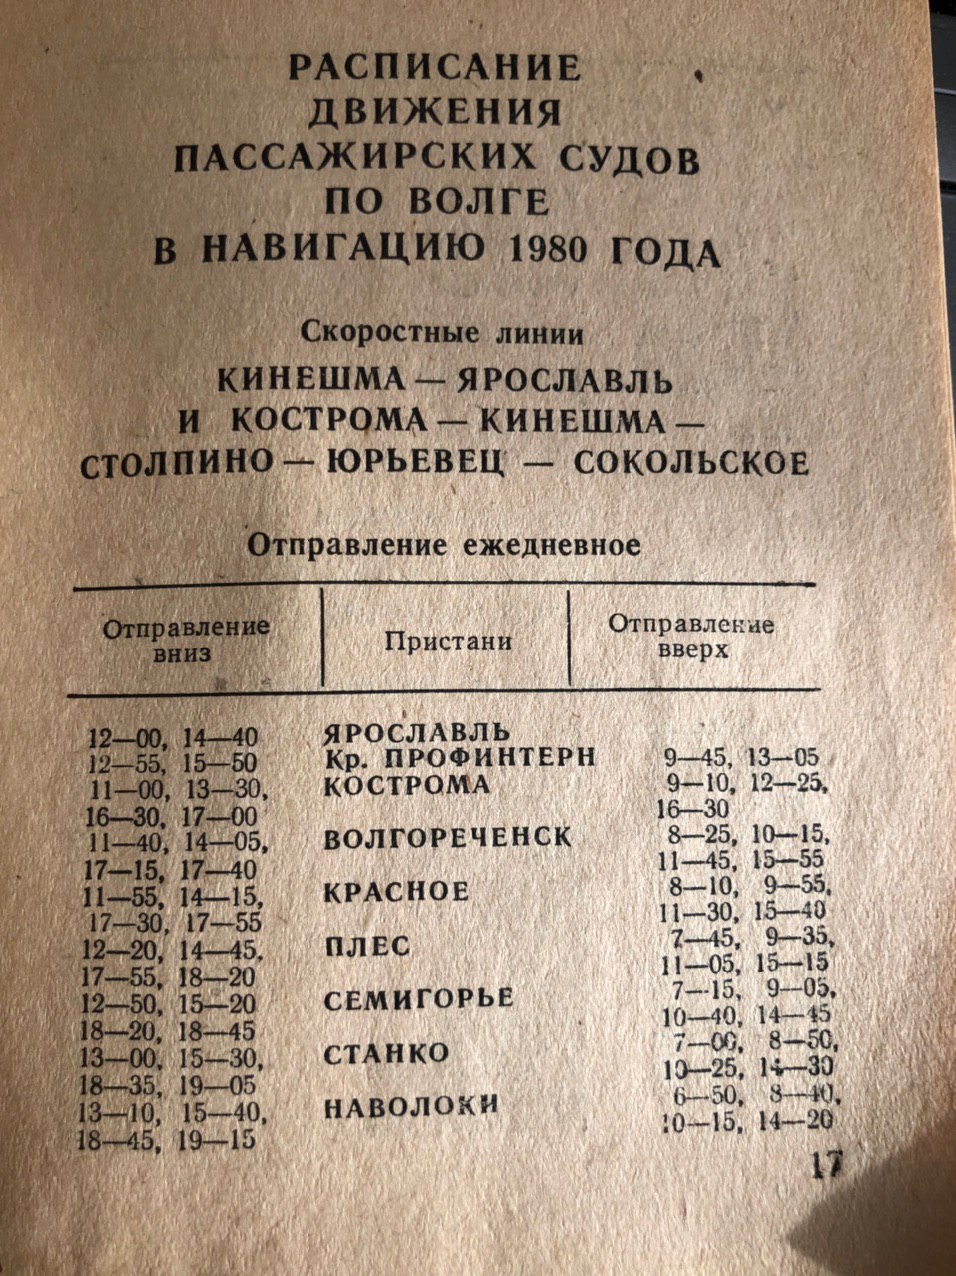 РАСПИСАНИЕ
ДВИЖЕНИЯ
ПАССАЖИРСКИХ СУДОВ
ПО ВОЛГЕ
В НАВИГАЦИЮ 1980 ГОДА
Скоростные линии
КИНЕШМА — ЯРОСЛАВЛЬ
И КОСТРОМА — КИНЕШМА —
СТОЛПИНО — ЮРЬЕВЕЦ — СОКОЛЬСКОЕ
Отправление ежедневное
Отправление вниз Пристани Отправление вверх
12—00, 14—40 ЯРОСЛАВЛЬ
12—55, 15—50 Кр. ПРОФИНТЕРН 9—45, 13—05
11—00, 13—30, КОСТРОМА 9—10, 12—25,
16—30, 17—00 16—30
11—40, 14—05, ВОЛГОРЕЧЕНСК 8—25, 10—15,
17—15, 17—40 11—45, 15—55
11—55, 14—15, КРАСНОЕ 8—10, 9—55,
17—30, 17—55 11—30, 15—40
12—20, 14—45, ПЛЕС 7—45, 9—35,
17—55, 18—20 11—05, 15—15
12—50, 15—20 СЕМИГОРЬЕ 7—15, 9—05,
18—20, 18—45 10—40, 14—45
13—00, 15—30, СТАНКО 7—00, 8—50,
18—35, 19—05 10—25, 14—30
13—10, 15—40, НАВОЛОКИ 6—50, 8—40,
18—45, 19—15 10—15, 14—20
17